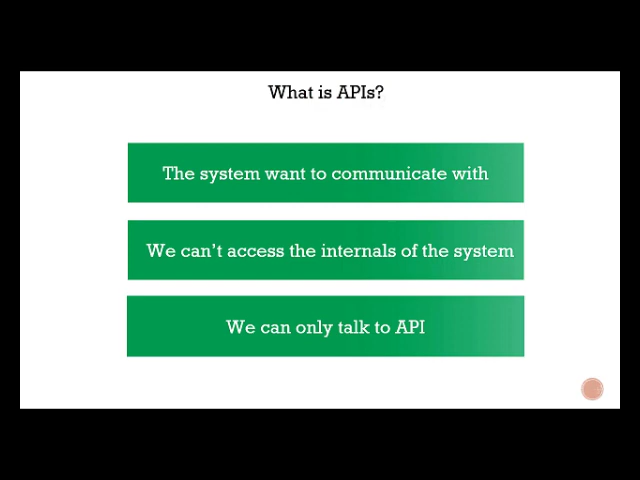 What is APIs?
The system want to communicate with
We can't access the internals of the system
We can only talk to API